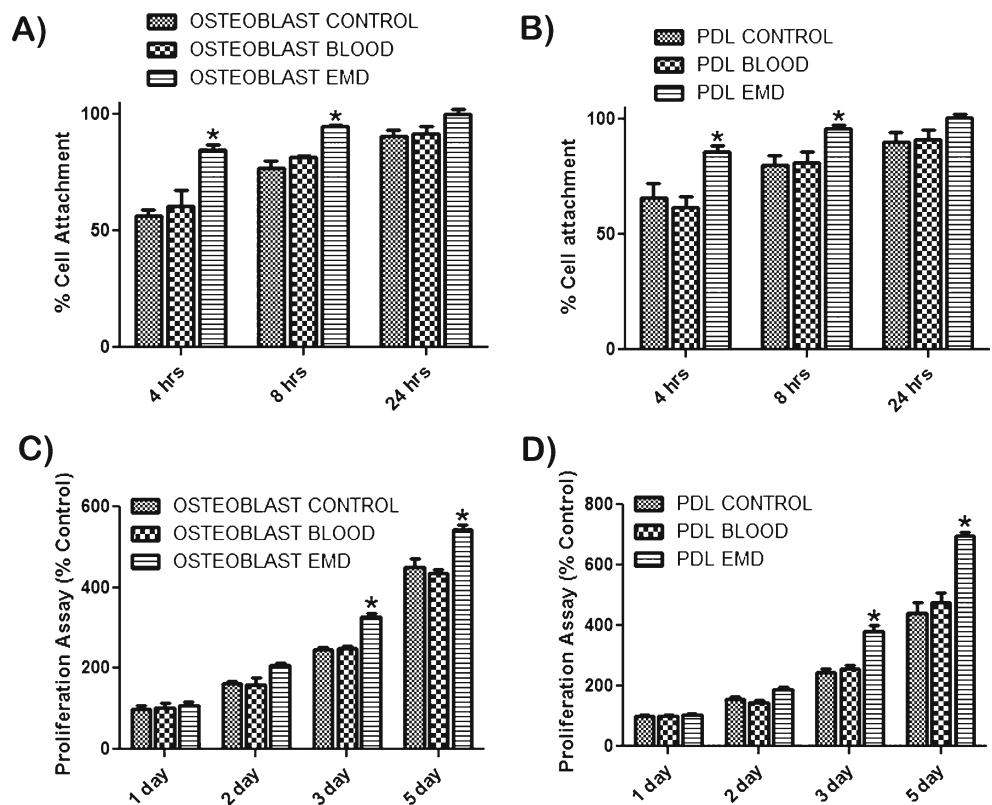 A)
OSTEOBLAST CONTROL
OSTEOBLAST BLOOD
OSTEOBLAST EMD
% Cell Attachment
100
50
0
* *
4 hrs 8 hrs 24 hrs
B)
PDL CONTROL
PDL BLOOD
PDL EMD
% Cell attachment
100
50
0
* *
4 hrs 8 hrs 24 hrs
C)
OSTEOBLAST CONTROL
OSTEOBLAST BLOOD
OSTEOBLAST EMD
Proliferation Assay (% Control)
600
400
200
0
* *
1 day 2 day 3 day 5 day
D)
PDL CONTROL
PDL BLOOD
PDL EMD
Proliferation Assay (% Control)
800
600
400
200
0
* *
1 day 2 day 3 day 5 day